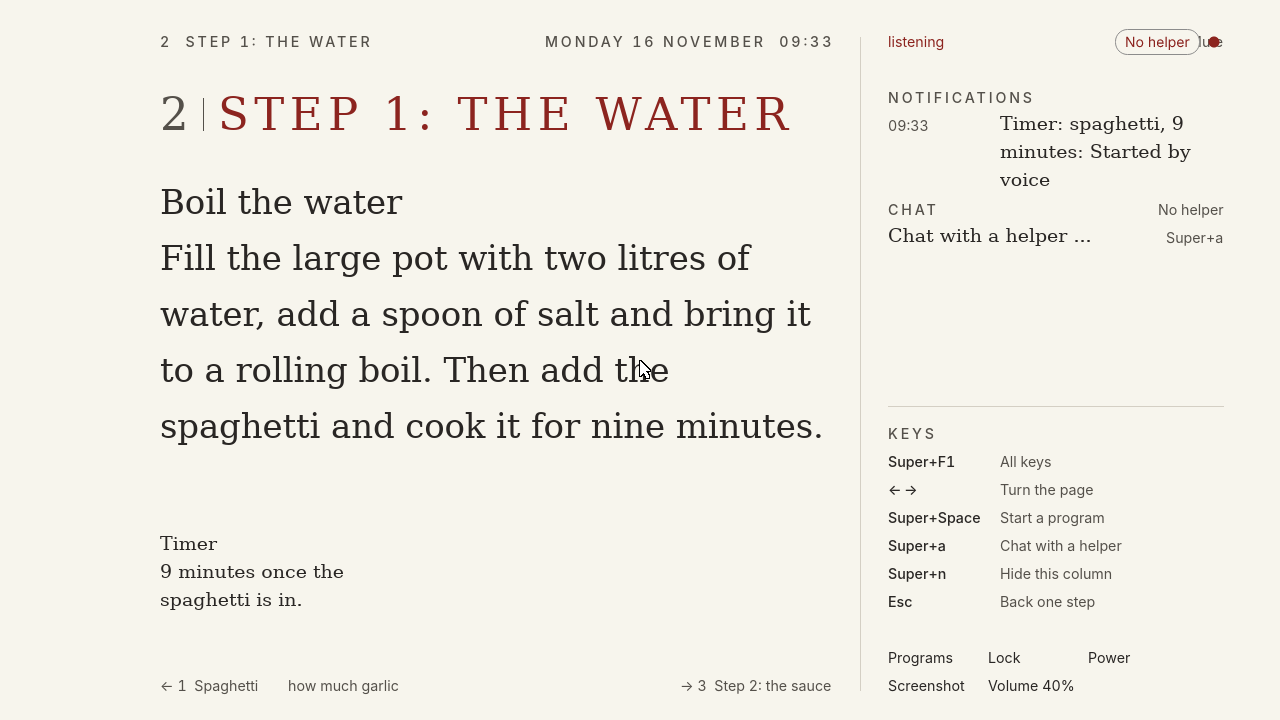 2 STEP 1: THE WATER
MONDAY 16 NOVEMBER 09:33
2 STEP 1: THE WATER
Boil the water
Fill the large pot with two litres of
water, add a spoon of salt and bring it
to a rolling boil. Then add the
spaghetti and cook it for nine minutes.
Timer
9 minutes once the
spaghetti is in.
← 1 Spaghetti
how much garlic
→ 3 Step 2: the sauce
listening
No helper
NOTIFICATIONS
09:33
Timer: spaghetti, 9
minutes: Started by
voice
CHAT
No helper
Chat with a helper ...
Super+a
KEYS
Super+F1 All keys
← → Turn the page
Super+Space Start a program
Super+a Chat with a helper
Super+n Hide this column
Esc Back one step
Programs Lock Power
Screenshot Volume 40%